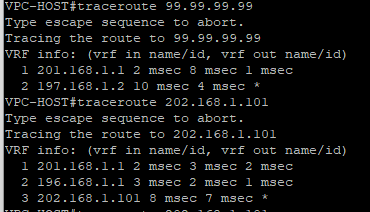 VPC-HOST#traceroute 99.99.99.99
Type escape sequence to abort.
Tracing the route to 99.99.99.99
VRF info: (vrf in name/id, vrf out name/id)
  1 201.168.1.1 2 msec 8 msec 1 msec
  2 197.168.1.2 10 msec 4 msec *
VPC-HOST#traceroute 202.168.1.101
Type escape sequence to abort.
Tracing the route to 202.168.1.101
VRF info: (vrf in name/id, vrf out name/id)
  1 201.168.1.1 2 msec 3 msec 2 msec
  2 196.168.1.1 3 msec 2 msec 1 msec
  3 202.168.1.101 8 msec 7 msec *